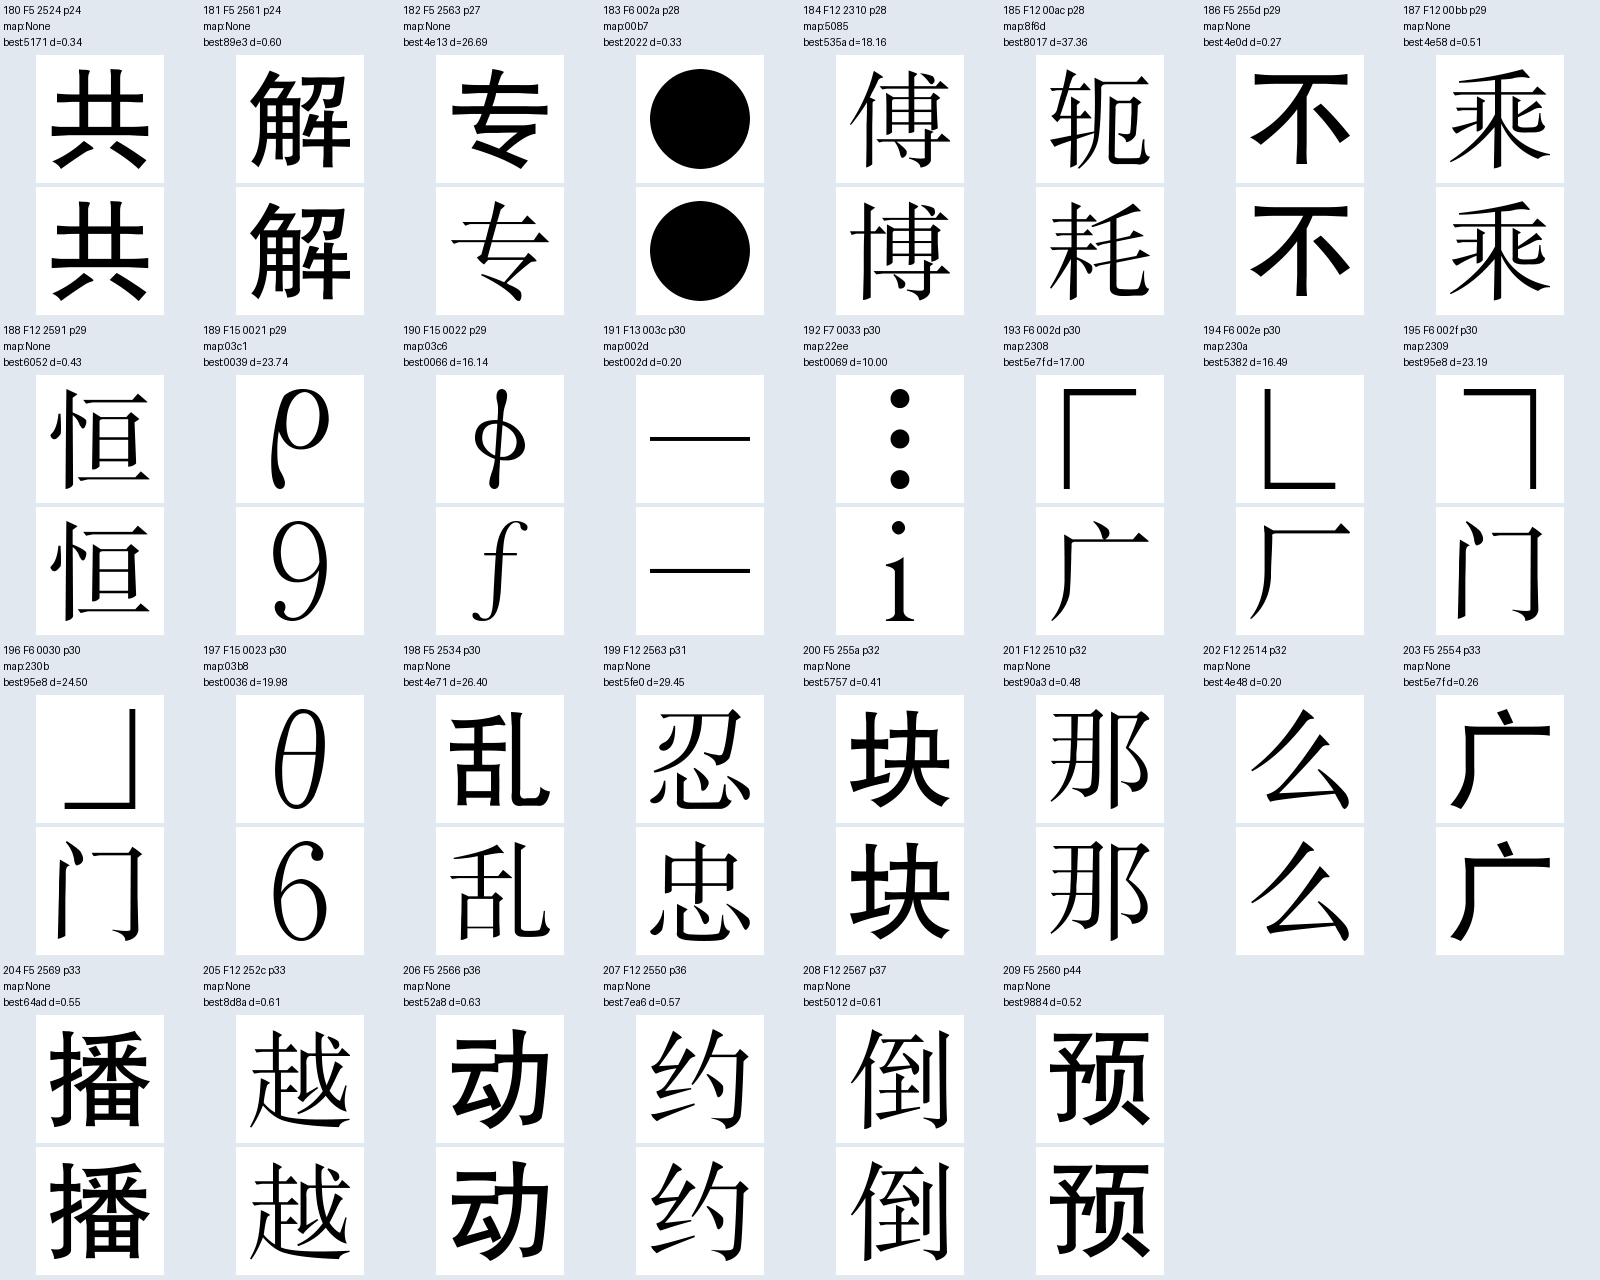 180 F5 2524 p24 181 F5 2561 p24 182 F5 2563 p27 183 F6 002a p28 184 F12 2310 p28 185 F12 00ac p28 186 F5 255d p29 187 F12 00bb p29
map:None map:None map:None map:00b7 map:5085 map:8f6d map:None map:None
best5171 d=0.34 best89e3 d=0.60 best4e13 d=26.69 best2022 d=0.33 best535a d=18.16 best8017 d=37.36 best4e0d d=0.27 best4e58 d=0.51
共 解 专 ● 傅 轭 不 乘
共 解 专 ● 博 耗 不 乘
188 F12 2591 p29 189 F15 0021 p29 190 F15 0022 p29 191 F13 003c p30 192 F7 0033 p30 193 F6 002d p30 194 F6 002e p30 195 F6 002f p30
map:None map:03c1 map:03c6 map:002d map:22ee map:2308 map:230a map:2309
best6052 d=0.43 best0039 d=23.74 best0066 d=16.14 best002d d=0.20 best0069 d=10.00 best5e7f d=17.00 best5382 d=16.49 best95e8 d=23.19
恒 ρ ϕ — ⋮ ⌈ ⌊ ⌉
恒 9 f — i 广 厂 门
196 F6 0030 p30 197 F15 0023 p30 198 F5 2534 p30 199 F12 2563 p31 200 F5 255a p32 201 F12 2510 p32 202 F12 2514 p32 203 F5 2554 p33
map:230b map:03b8 map:None map:None map:None map:None map:None map:None
best95e8 d=24.50 best0036 d=19.98 best4e71 d=26.40 best5fe0 d=29.45 best5757 d=0.41 best90a3 d=0.48 best4e48 d=0.20 best5e7f d=0.26
⌋ θ 乱 忍 块 那 么 广
门 6 乱 忠 块 那 么 广
204 F5 2569 p33 205 F12 252c p33 206 F5 2566 p36 207 F12 2550 p36 208 F12 2567 p37 209 F5 2560 p44
map:None map:None map:None map:None map:None map:None
best64ad d=0.55 best8d8a d=0.61 best52a8 d=0.63 best7ea6 d=0.57 best5012 d=0.61 best9884 d=0.52
播 越 动 约 倒 预
播 越 动 约 倒 预